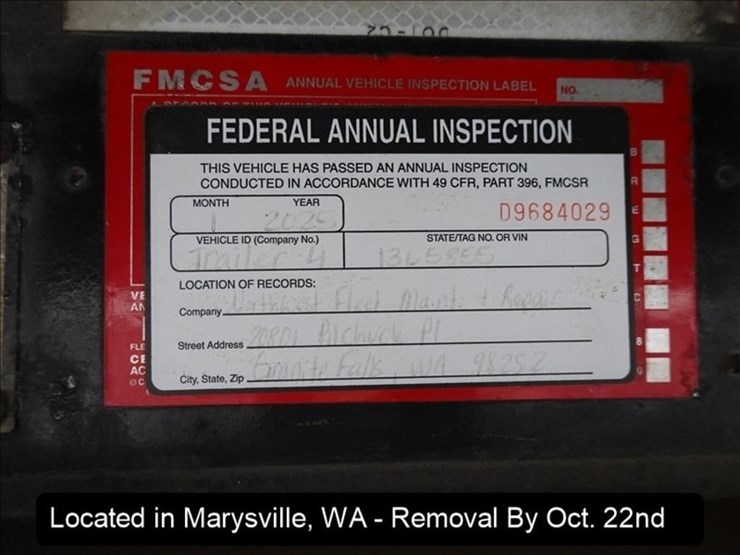 DOT-C2
FMCSA ANNUAL VEHICLE INSPECTION LABEL NO.
FEDERAL ANNUAL INSPECTION
THIS VEHICLE HAS PASSED AN ANNUAL INSPECTION
CONDUCTED IN ACCORDANCE WITH 49 CFR, PART 396, FMCSR
MONTH YEAR
1 2025 D9684029
VEHICLE ID (Company No.) STATE/TAG NO. OR VIN
Trailer 4
LOCATION OF RECORDS:
Company Northwest Fleet Maint. + Repair
Street Address Pilchuck Pl
City, State, Zip Granite Falls, WA 98252
Located in Marysville, WA - Removal By Oct. 22nd